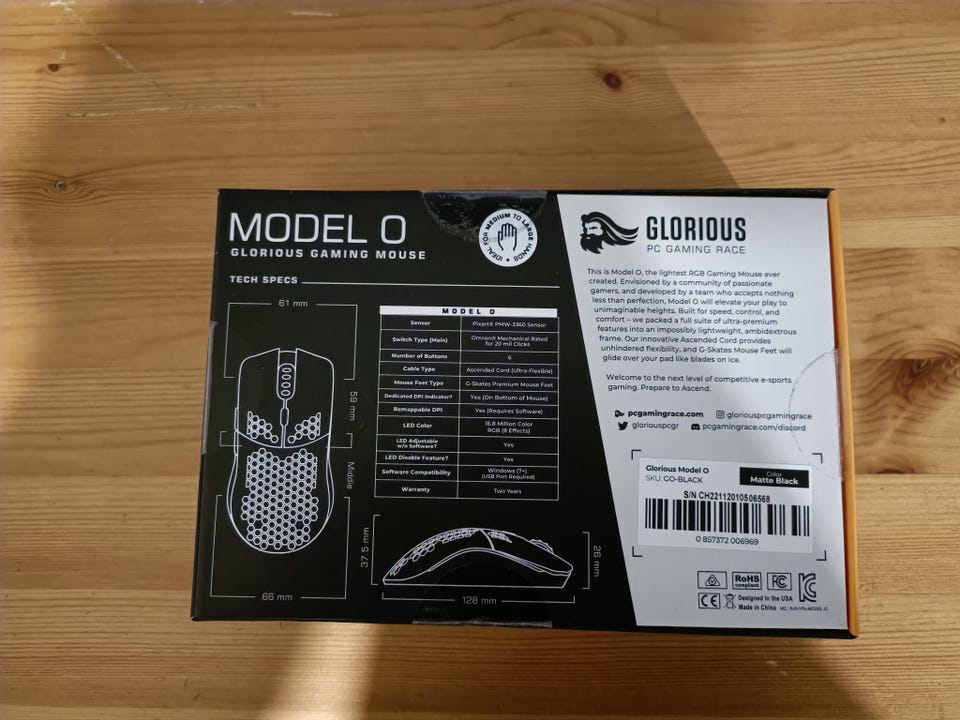 MODEL O
GLORIOUS GAMING MOUSE
IDEAL FOR MEDIUM TO LARGE HANDS
TECH SPECS
61 mm
59 mm
Middle
66 mm
MODEL O
Sensor Pixart® PMW-3360 Sensor
Switch Type (Main) Omron® Mechanical Rated
for 20 mil Clicks
Number of Buttons 6
Cable Type Ascended Cord (Ultra-Flexible)
Mouse Feet Type G-Skates Premium Mouse Feet
Dedicated DPI Indicator? Yes (On Bottom of Mouse)
Remappable DPI Yes (Requires Software)
LED Color 16.8 Million Color
RGB (8 Effects)
LED Adjustable
w/o Software? Yes
LED Disable Feature? Yes
Software Compatibility Windows (7+)
(USB Port Required)
Warranty Two Years
37.5 mm
26 mm
128 mm
GLORIOUS
PC GAMING RACE
This is Model O, the lightest RGB Gaming Mouse ever
created. Envisioned by a community of passionate
gamers, and developed by a team who accepts nothing
less than perfection, Model O will elevate your play to
unimaginable heights. Built for speed, control, and
comfort – we packed a full suite of ultra-premium
features into an impossibly lightweight, ambidextrous
frame. Our innovative Ascended Cord provides
unhindered flexibility, and G-Skates Mouse Feet will
glide over your pad like blades on ice.
Welcome to the next level of competitive e-sports
gaming. Prepare to Ascend.
pcgamingrace.com gloriouspcgamingrace
gloriouspcgr pcgamingrace.com/discord
Glorious Model O
SKU: GO-BLACK
Color
Matte Black
S/N CH22112010506568
0 857372 006969
RoHS
compliant
FC
CE
Designed in the USA
Made in China